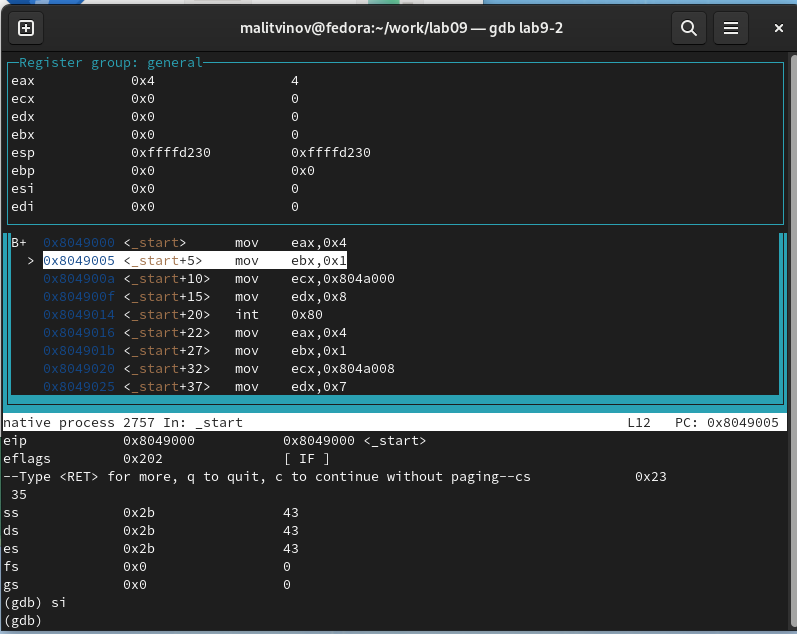 malitvinov@fedora:~/work/lab09 — gdb lab9-2
Register group: general
eax 0x4 4
ecx 0x0 0
edx 0x0 0
ebx 0x0 0
esp 0xffffd230 0xffffd230
ebp 0x0 0x0
esi 0x0 0
edi 0x0 0
B+ 0x8049000 <_start> mov eax,0x4
> 0x8049005 <_start+5> mov ebx,0x1
0x804900a <_start+10> mov ecx,0x804a000
0x804900f <_start+15> mov edx,0x8
0x8049014 <_start+20> int 0x80
0x8049016 <_start+22> mov eax,0x4
0x804901b <_start+27> mov ebx,0x1
0x8049020 <_start+32> mov ecx,0x804a008
0x8049025 <_start+37> mov edx,0x7
native process 2757 In: _start L12 PC: 0x8049005
eip 0x8049000 0x8049000 <_start>
eflags 0x202 [ IF ]
--Type <RET> for more, q to quit, c to continue without paging--cs 0x23
35
ss 0x2b 43
ds 0x2b 43
es 0x2b 43
fs 0x0 0
gs 0x0 0
(gdb) si
(gdb)